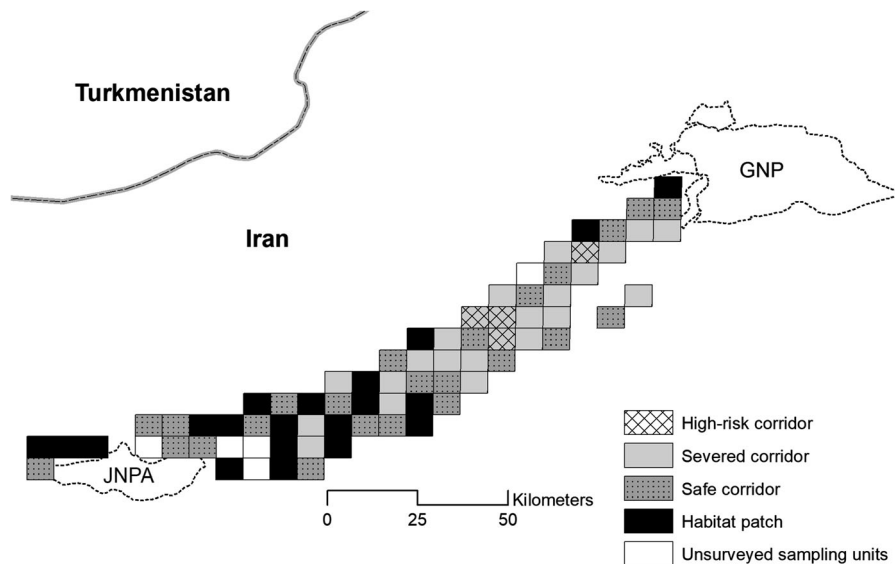 Turkmenistan
GNP
Iran
JNPA
High-risk corridor
Severed corridor
Safe corridor
Habitat patch
Unsurveyed sampling units
Kilometers
0 25 50